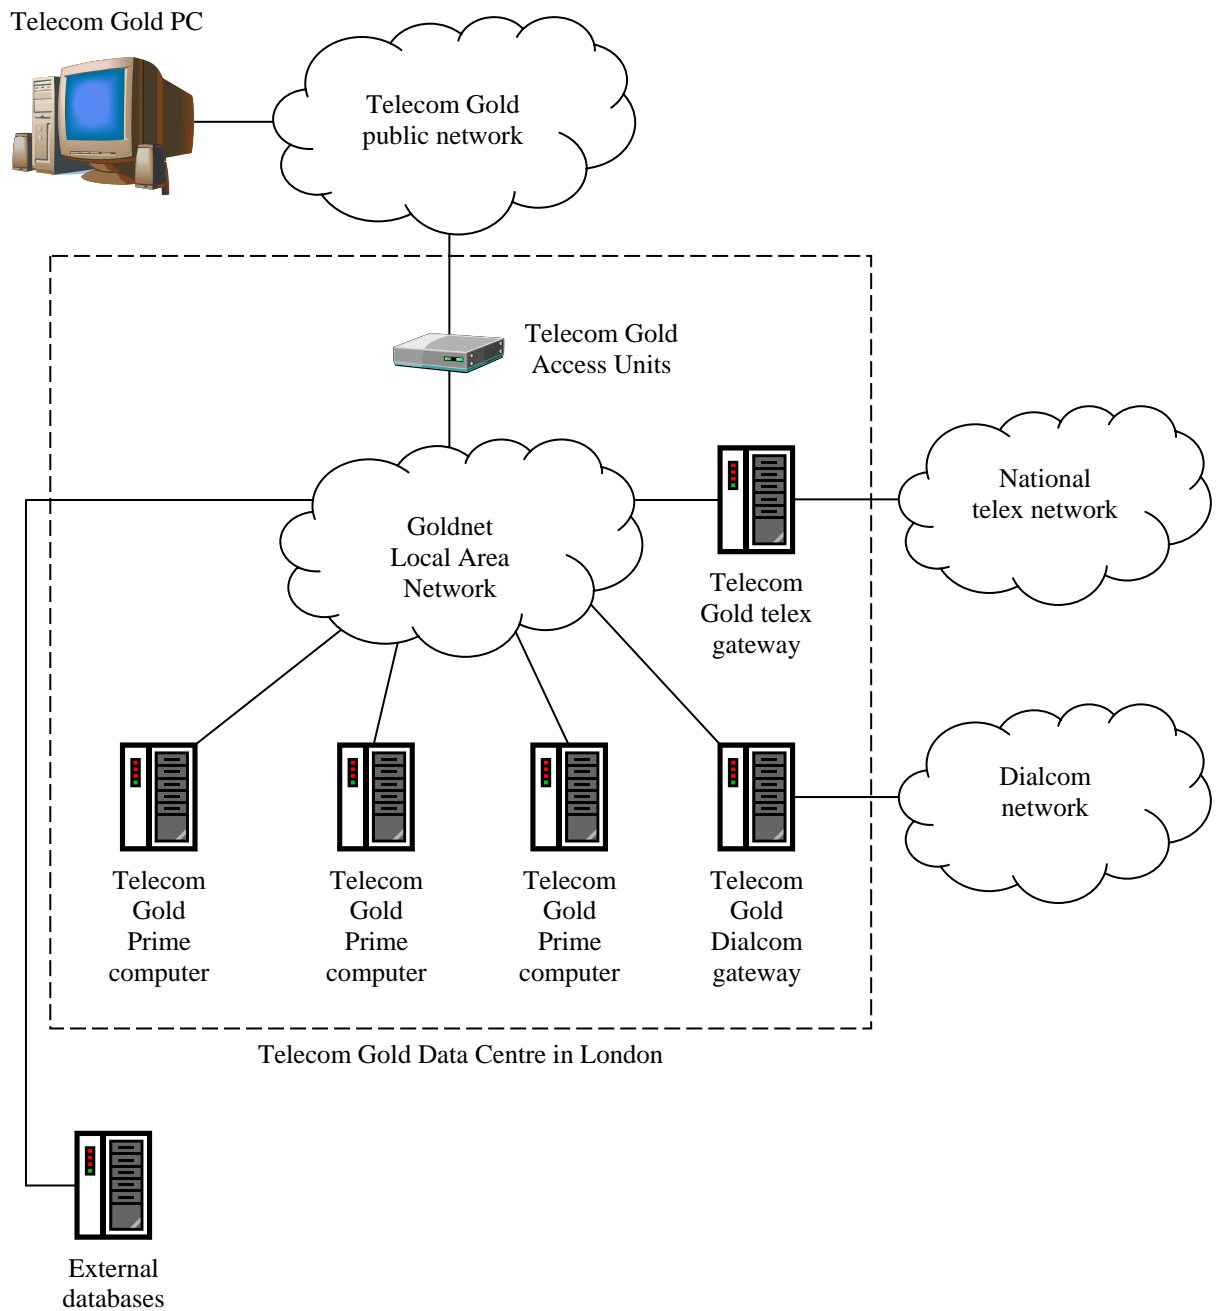 Telecom Gold PC
Telecom Gold
public network
Telecom Gold
Access Units
National
telex network
Goldnet
Local Area
Network
Telecom
Gold telex
gateway
Dialcom
network
Telecom
Gold
Prime
computer
Telecom
Gold
Prime
computer
Telecom
Gold
Prime
computer
Telecom
Gold
Dialcom
gateway
Telecom Gold Data Centre in London
External
databases